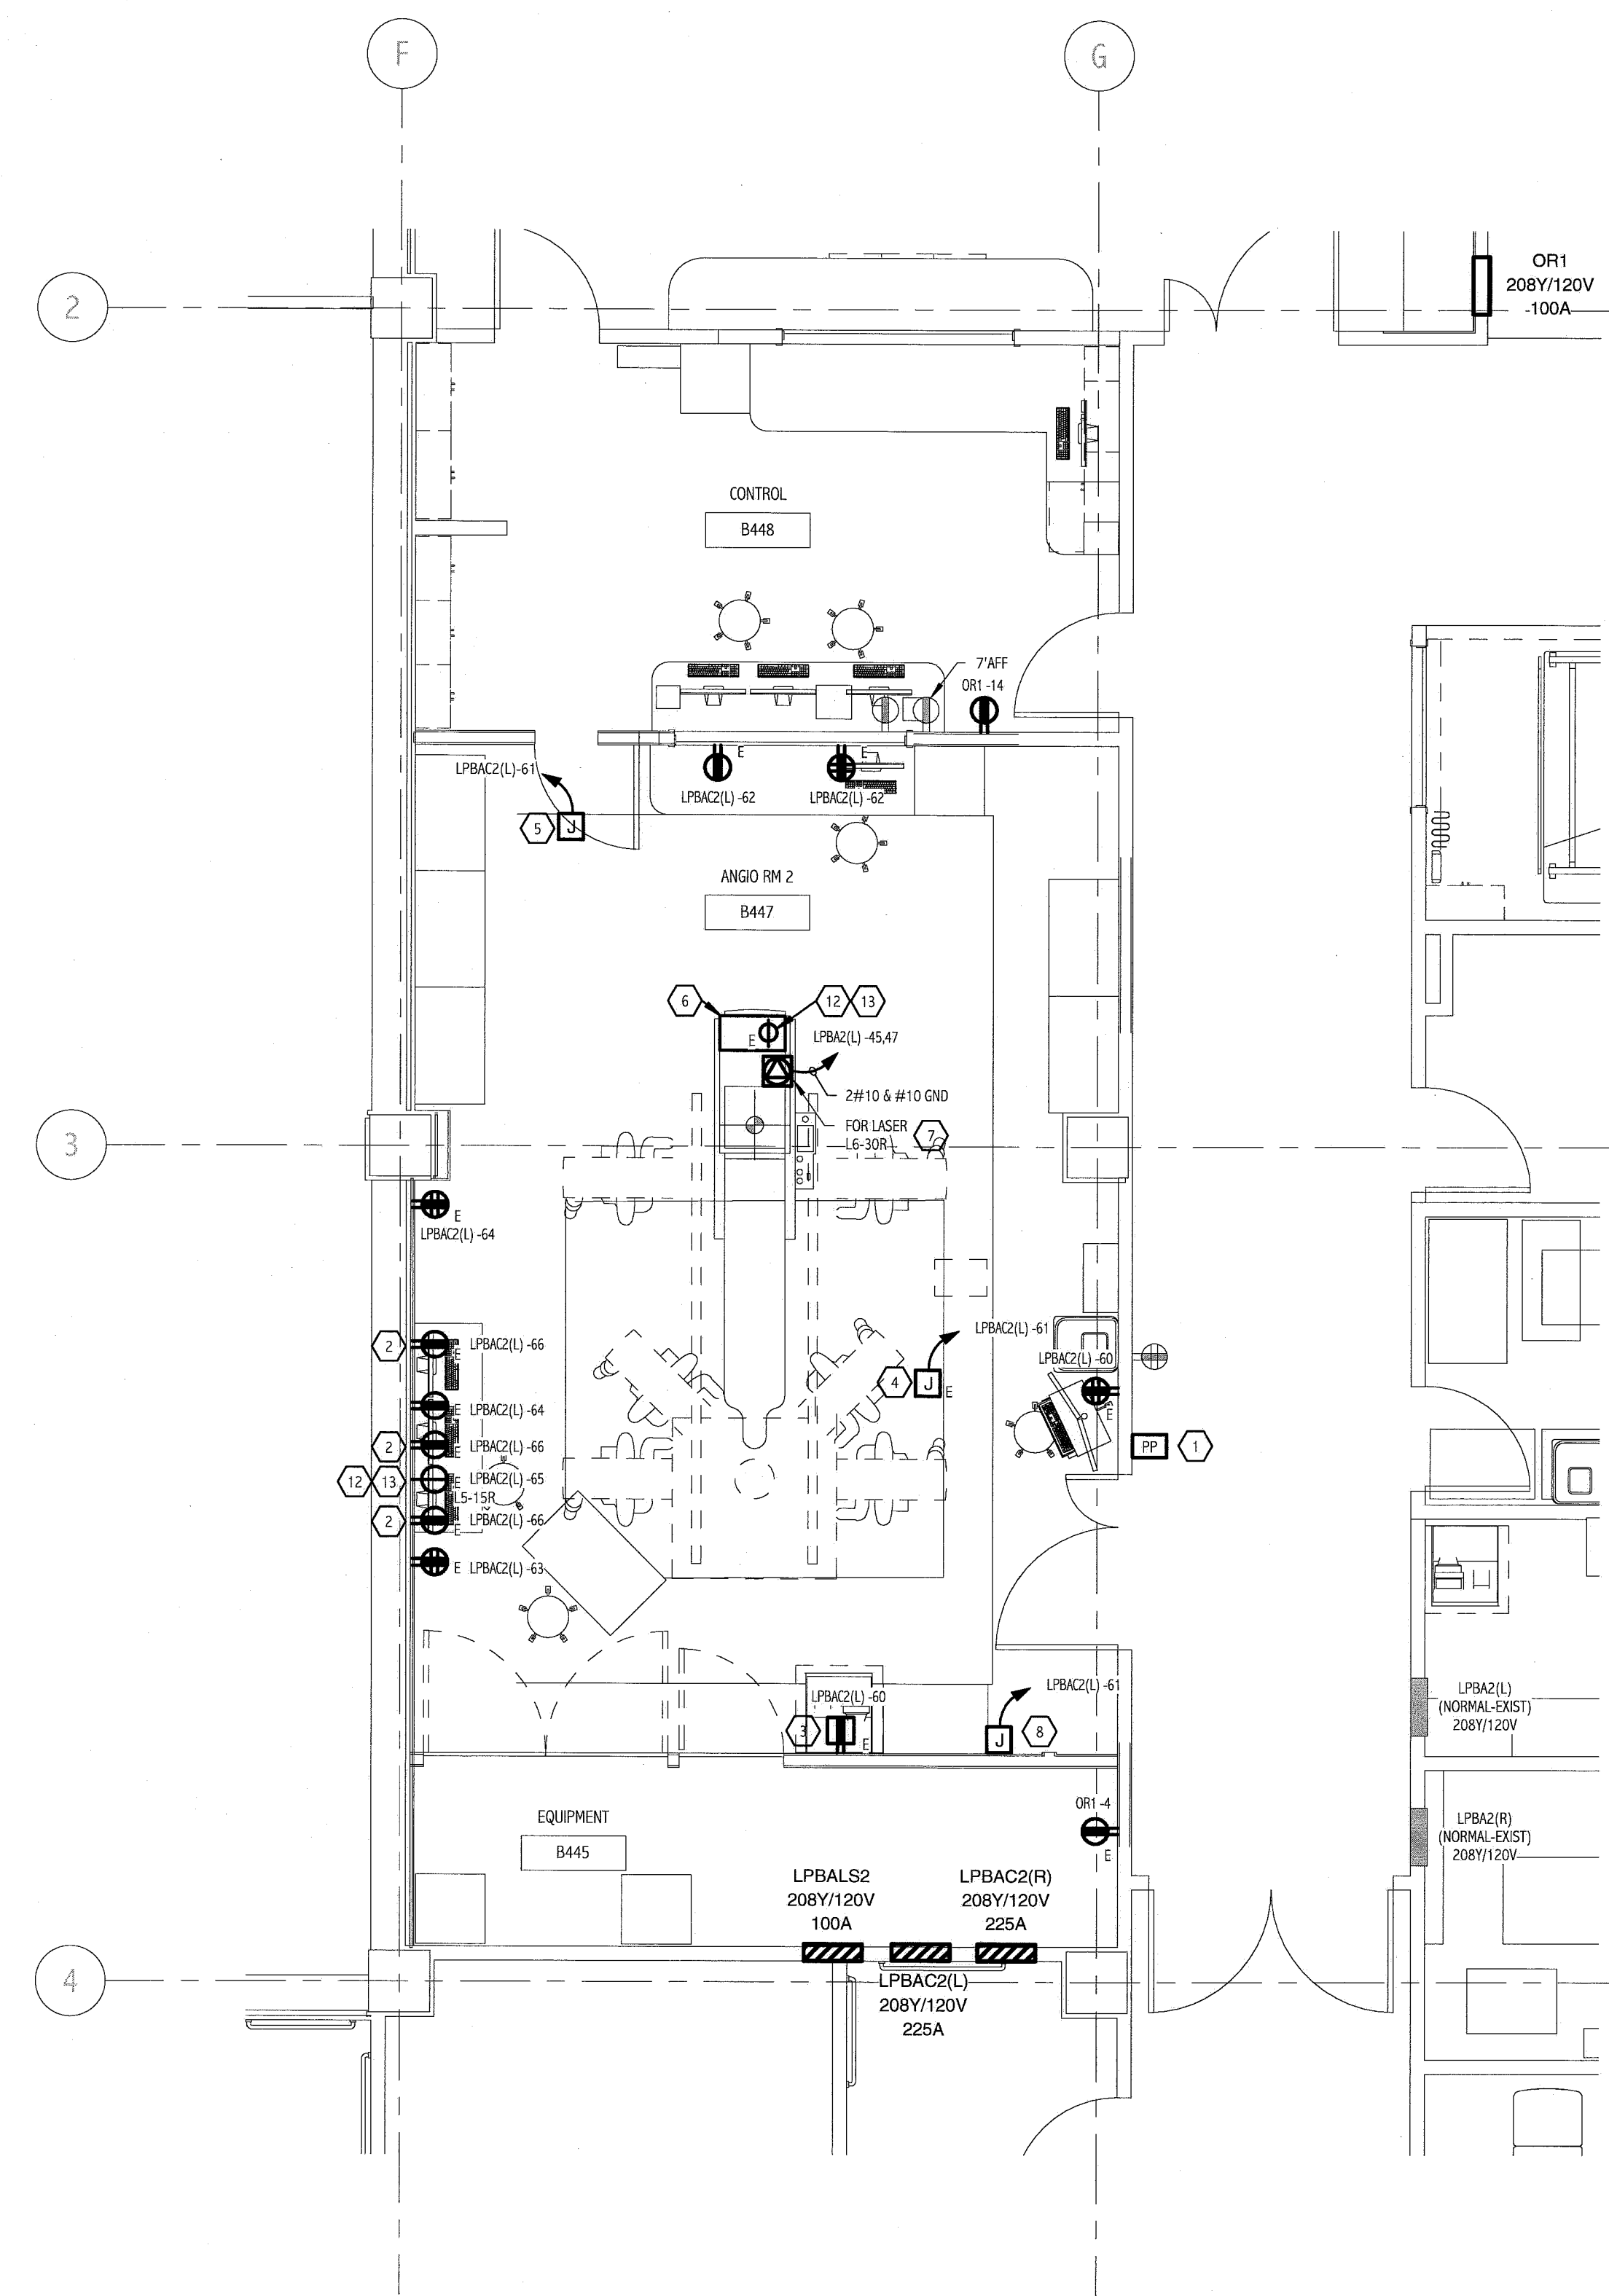 F
G
2
OR1
208Y/120V
100A
CONTROL
B448
7'AFF
OR1 -14
E
E
LPBAC2(L)-61
LPBAC2(L) -62
LPBAC2(L) -62
5
J
ANGIO RM 2
B447
6
12
13
E
LPBA2(L) -45,47
2#10 & #10 GND
FOR LASER
L6-30R
7
3
E
LPBAC2(L) -64
LPBAC2(L) -61
2
LPBAC2(L) -66
E
LPBAC2(L) -60
4
J
E
LPBAC2(L) -64
E
E
2
LPBAC2(L) -66
E
PP
1
12
13
E
LPBAC2(L) -65
L5-15R
2
LPBAC2(L) -66
E
E
LPBAC2(L) -63
LPBAC2(L) -61
LPBAC2(L) -60
3
E
J
8
LPBA2(L)
(NORMAL-EXIST)
208Y/120V
OR1 -4
E
EQUIPMENT
B445
LPBA2(R)
(NORMAL-EXIST)
208Y/120V
LPBALS2
208Y/120V
100A
LPBAC2(R)
208Y/120V
225A
4
LPBAC2(L)
208Y/120V
225A